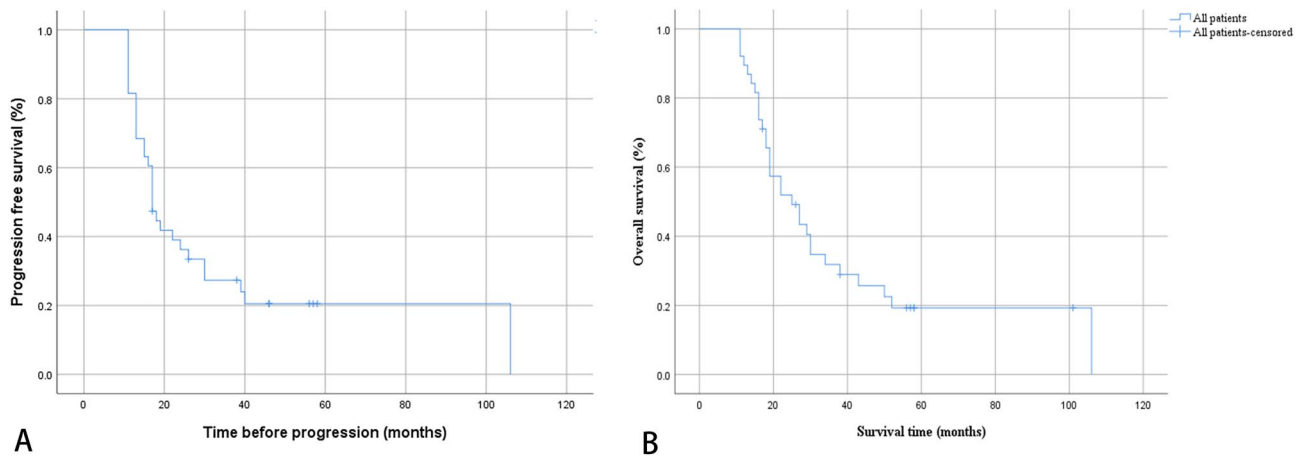 1.0
0.8
0.6
0.4
0.2
0.0
Progression free survival (%)
0 20 40 60 80 100 120
Time before progression (months)
A
1.0
0.8
0.6
0.4
0.2
0.0
Overall survival (%)
0 20 40 60 80 100 120
Survival time (months)
B
All patients
All patients-censored